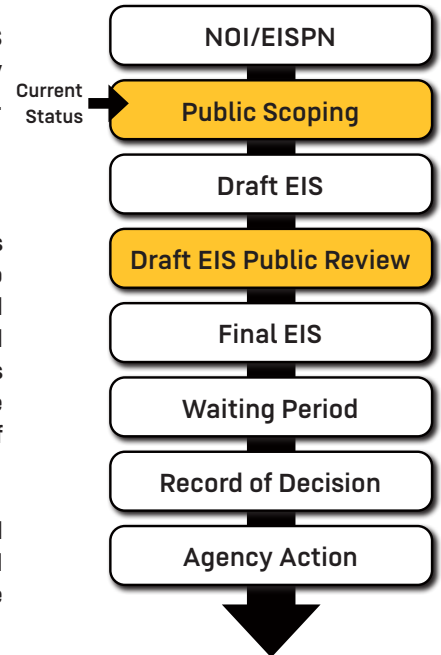 NOI/EISPN
Current
Status
Public Scoping
Draft EIS
Draft EIS Public Review
Final EIS
Waiting Period
Record of Decision
Agency Action